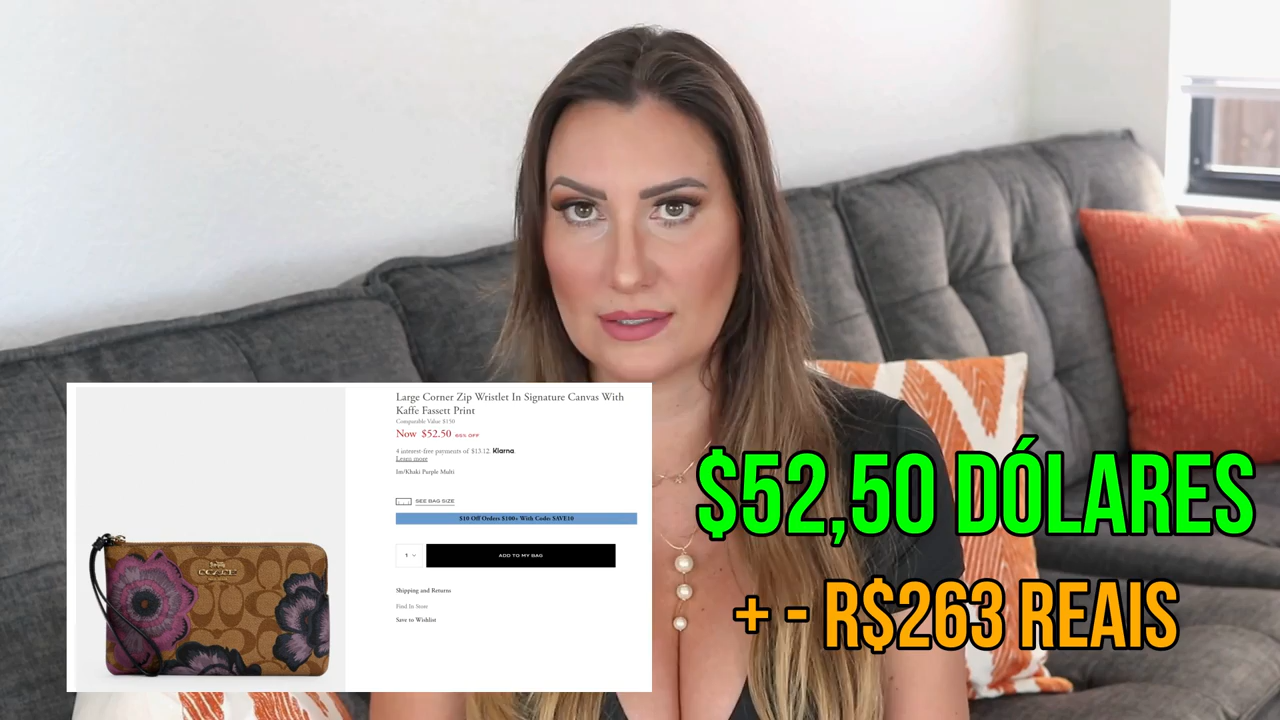 Large Corner Zip Wristlet In Signature Canvas With
Kaffe Fassett Print
Comparable Value $150
Now $52.50 65% OFF
4 interest-free payments of $13.12. Klarna.
Learn more
Im/Khaki Purple Multi
SEE BAG SIZE
$10 Off Orders $100+ With Code: SAVE10
1
ADD TO MY BAG
Shipping and Returns
Find In Store
Save to Wishlist
COACH
$52,50 DÓLARES
+ - R$263 REAIS